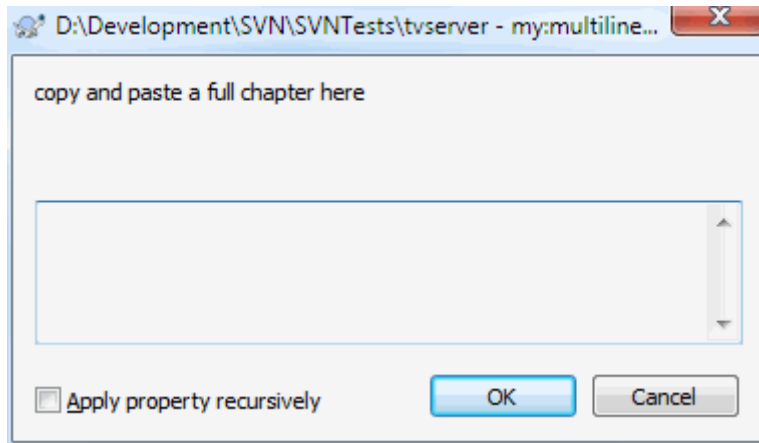 D:\Development\SVN\SVNTests\tvserver - my:multiline...
copy and paste a full chapter here
Apply property recursively
OK
Cancel